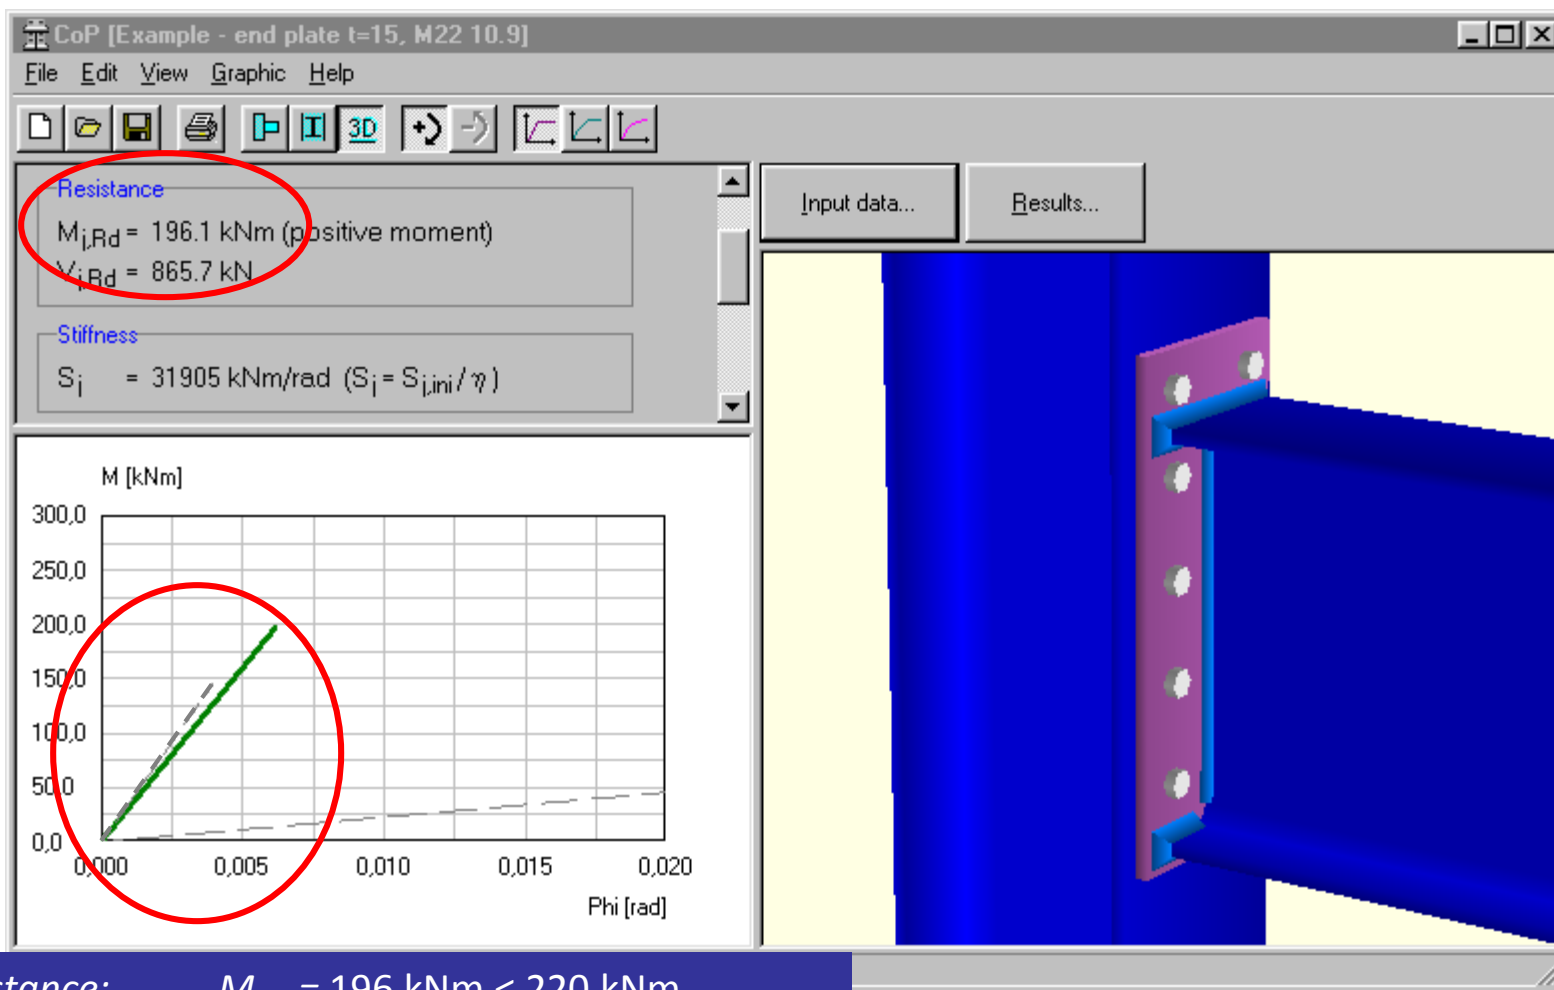 CoP [Example - end plate t=15, M22 10.9]
File Edit View Graphic Help
3D
Resistance
Mj,Rd = 196.1 kNm (positive moment)
Vj,Rd = 865.7 kN
Stiffness
Sj = 31905 kNm/rad (Sj = Sj,ini / η )
Input data... Results...
M [kNm]
300,0
250,0
200,0
150,0
100,0
50,0
0,0
0,000 0,005 0,010 0,015 0,020
Phi [rad]
stance: M = 196 kNm < 220 kNm